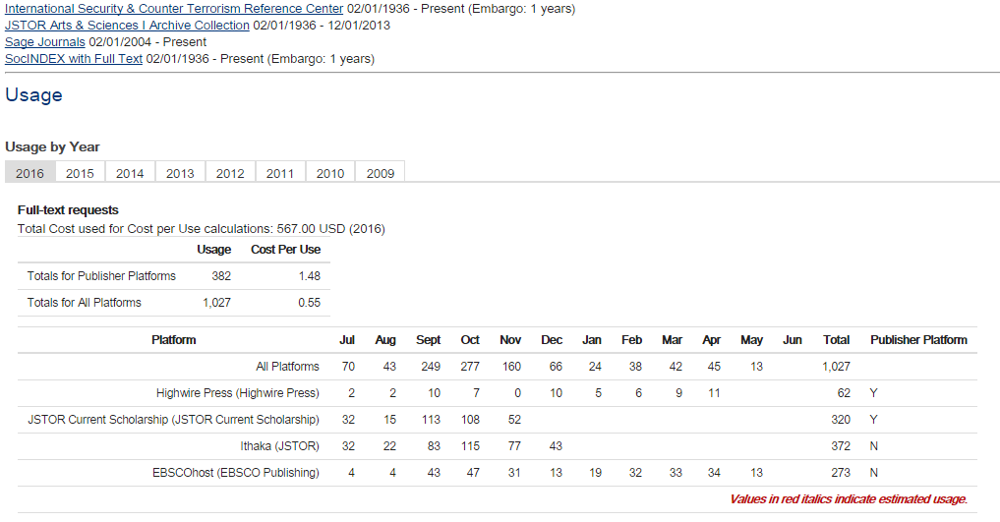 International Security & Counter Terrorism Reference Center 02/01/1936 - Present (Embargo: 1 years)
JSTOR Arts & Sciences I Archive Collection 02/01/1936 - 12/01/2013
Sage Journals 02/01/2004 - Present
SocINDEX with Full Text 02/01/1936 - Present (Embargo: 1 years)
Usage
Usage by Year
2016 2015 2014 2013 2012 2011 2010 2009
Full-text requests
Total Cost used for Cost per Use calculations: 567.00 USD (2016)
Usage Cost Per Use
Totals for Publisher Platforms 382 1.48
Totals for All Platforms 1,027 0.55
Platform Jul Aug Sept Oct Nov Dec Jan Feb Mar Apr May Jun Total Publisher Platform
All Platforms 70 43 249 277 160 66 24 38 42 45 13 1,027
Highwire Press (Highwire Press) 2 2 10 7 0 10 5 6 9 11 62 Y
JSTOR Current Scholarship (JSTOR Current Scholarship) 32 15 113 108 52 320 Y
Ithaka (JSTOR) 32 22 83 115 77 43 372 N
EBSCOhost (EBSCO Publishing) 4 4 43 47 31 13 19 32 33 34 13 273 N
Values in red italics indicate estimated usage.